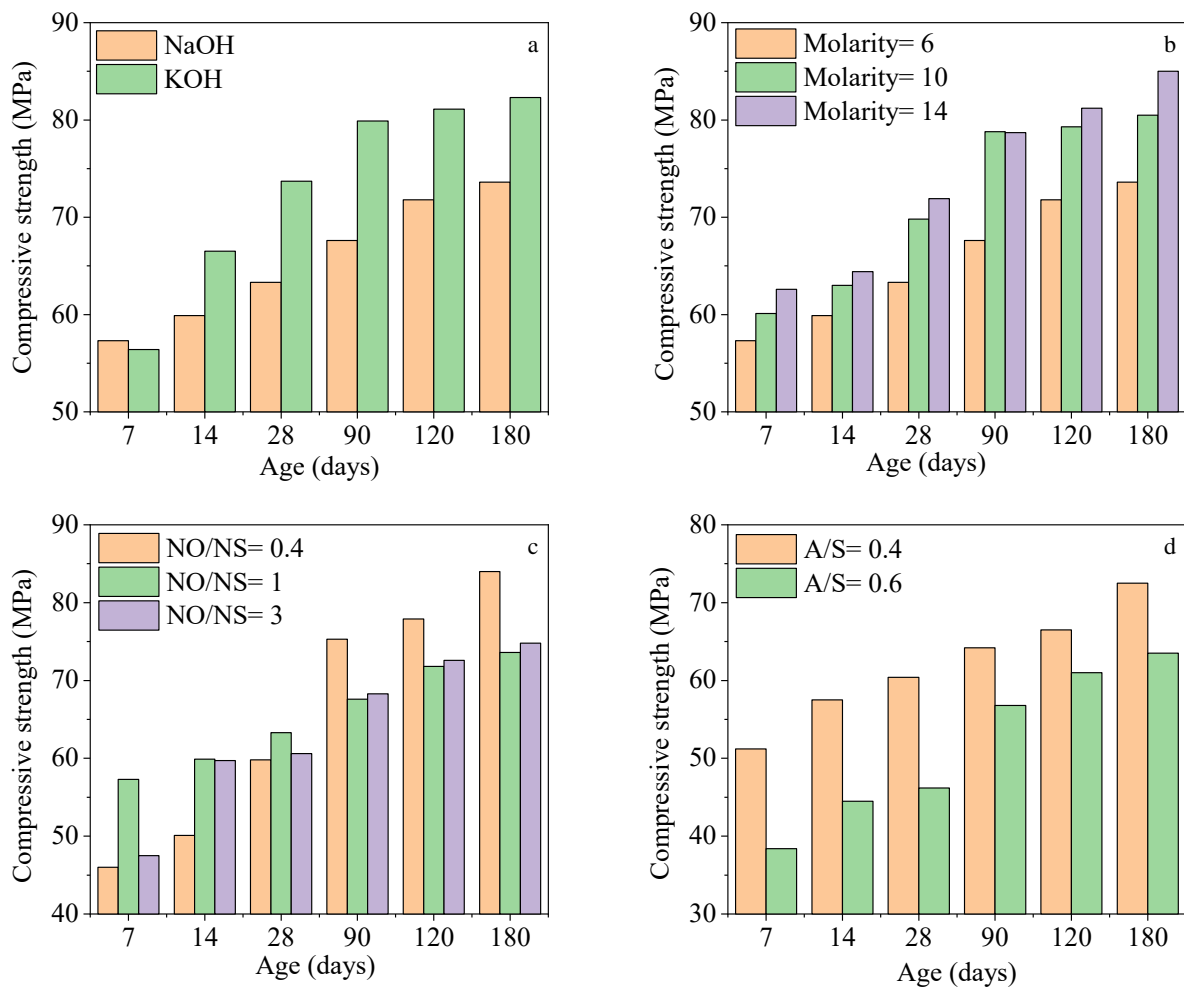 a
NaOH
KOH
Compressive strength (MPa)
90
80
70
60
50
7 14 28 90 120 180
Age (days)
b
Molarity= 6
Molarity= 10
Molarity= 14
Compressive strength (MPa)
90
80
70
60
50
7 14 28 90 120 180
Age (days)
c
NO/NS= 0.4
NO/NS= 1
NO/NS= 3
Compressive strength (MPa)
90
80
70
60
50
40
7 14 28 90 120 180
Age (days)
d
A/S= 0.4
A/S= 0.6
Compressive strength (MPa)
80
70
60
50
40
30
7 14 28 90 120 180
Age (days)